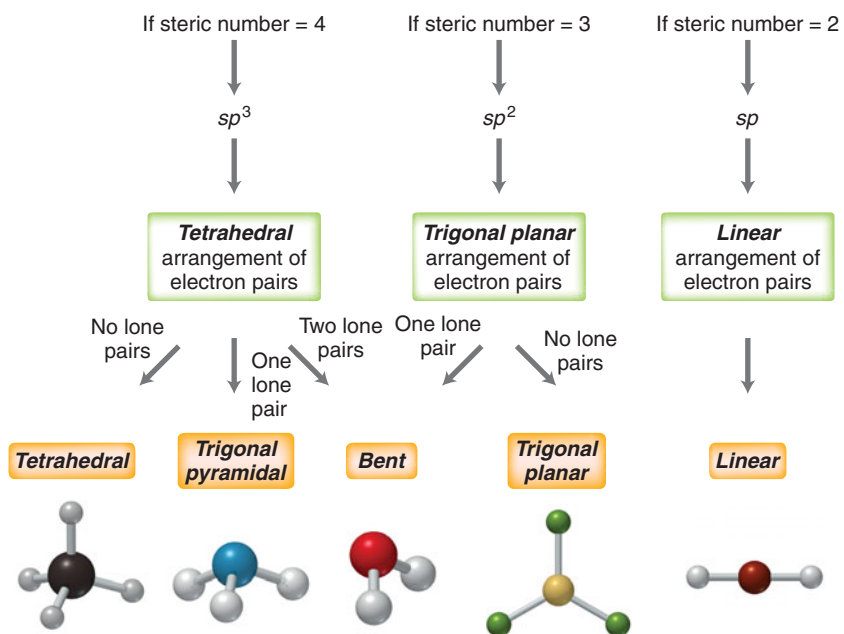 If steric number = 4
If steric number = 3
If steric number = 2
sp³
sp²
sp
Tetrahedral
arrangement of
electron pairs
Trigonal planar
arrangement of
electron pairs
Linear
arrangement of
electron pairs
No lone
pairs
One
lone
pair
Two lone
pairs
One lone
pair
No lone
pairs
Tetrahedral
Trigonal
pyramidal
Bent
Trigonal
planar
Linear